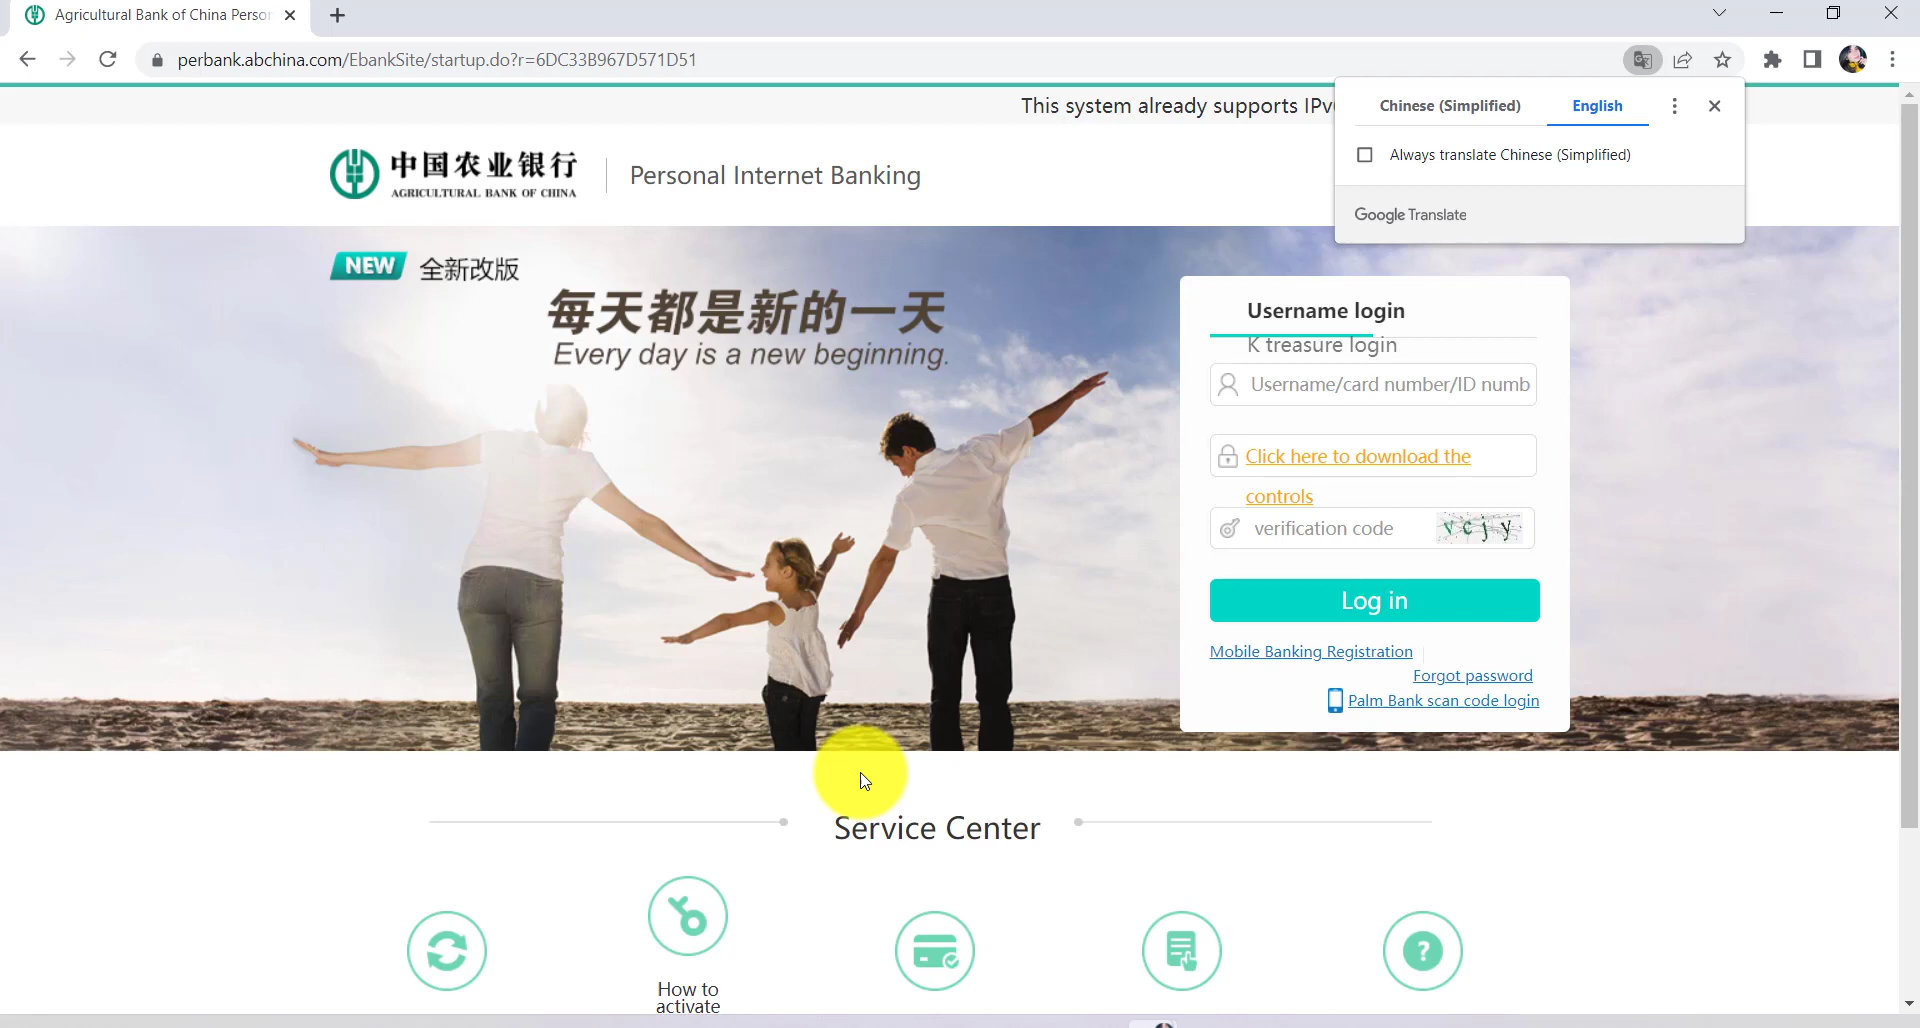 Agricultural Bank of China Person
perbank.abchina.com/EbankSite/startup.do?r=6DC33B967D571D51
This system already supports IPv
Chinese (Simplified)
English
Always translate Chinese (Simplified)
Google Translate
中国农业银行
AGRICULTURAL BANK OF CHINA
Personal Internet Banking
NEW 全新改版
每天都是新的一天
Every day is a new beginning.
Username login
K treasure login
Username/card number/ID numb
Click here to download the
controls
verification code
vcjy
Log in
Mobile Banking Registration
Forgot password
Palm Bank scan code login
Service Center
How to
activate